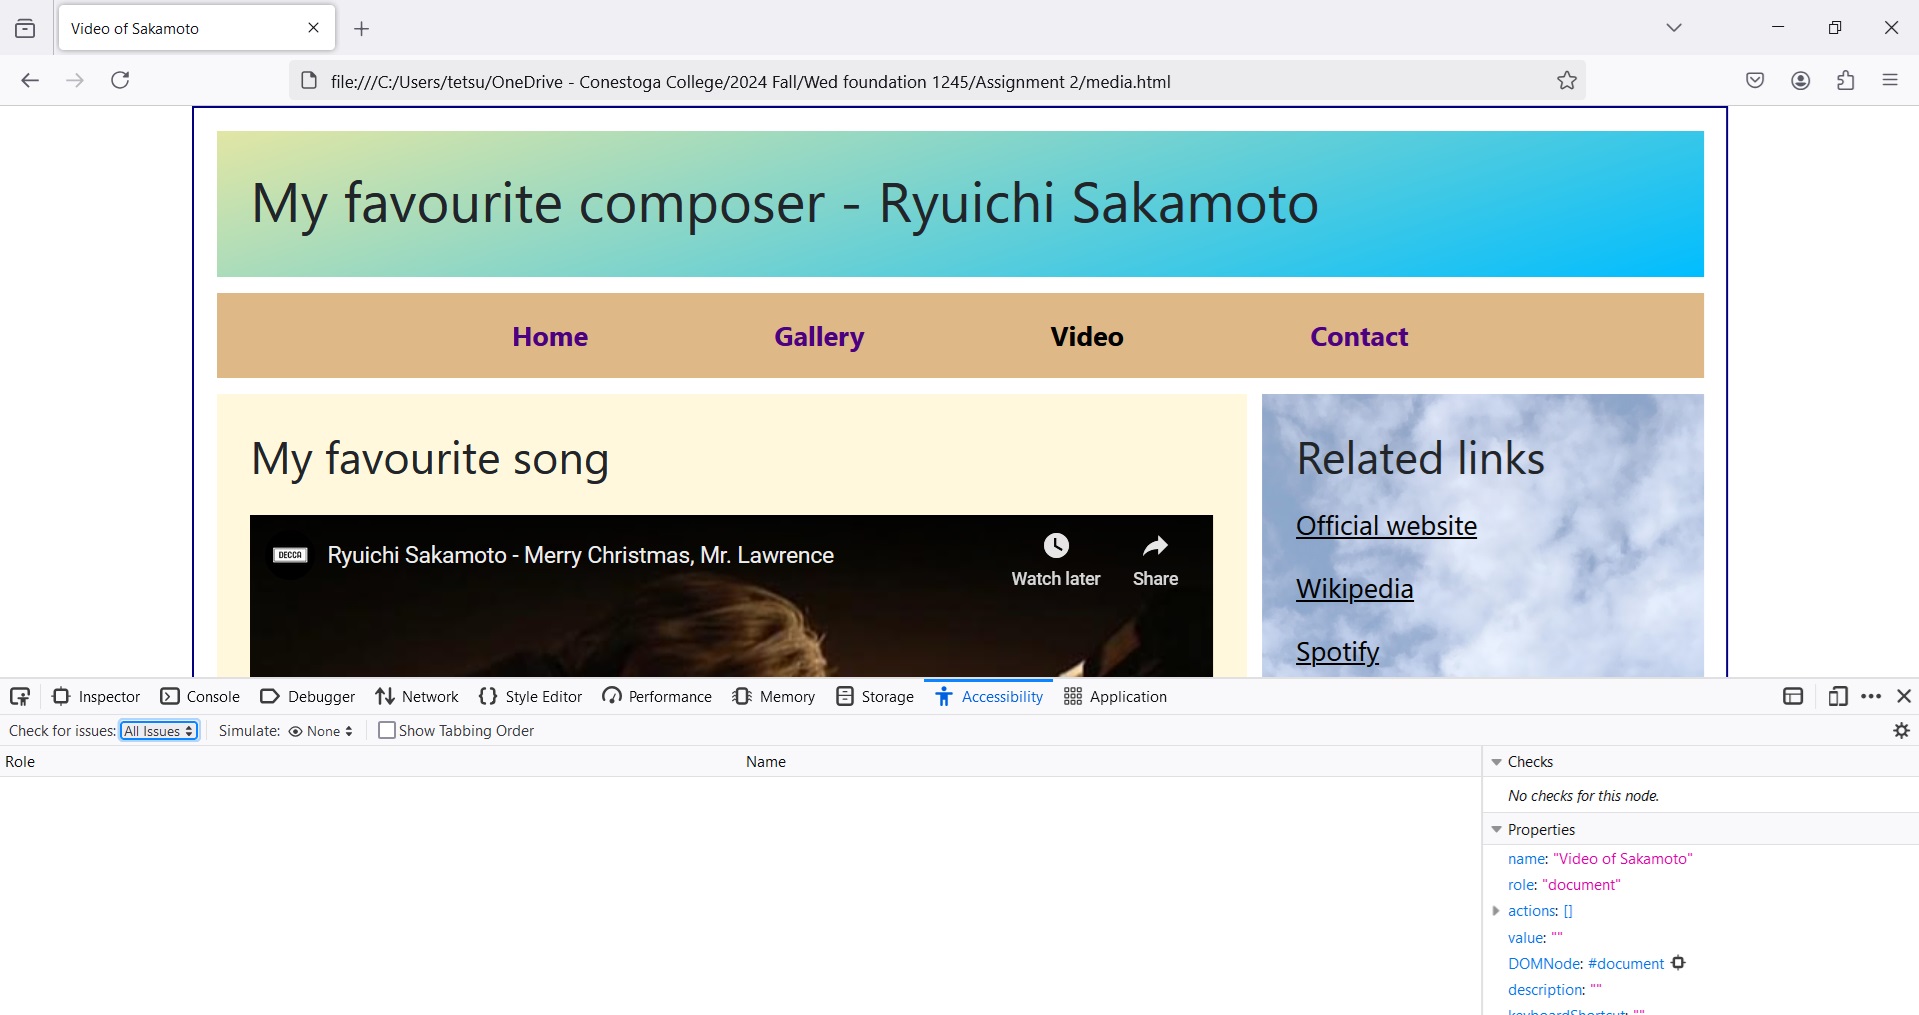 Video of Sakamoto
file:///C:/Users/tetsu/OneDrive - Conestoga College/2024 Fall/Wed foundation 1245/Assignment 2/media.html
My favourite composer - Ryuichi Sakamoto
Home Gallery Video Contact
My favourite song
DECCA Ryuichi Sakamoto - Merry Christmas, Mr. Lawrence
Watch later Share
Related links
Official website
Wikipedia
Spotify
Inspector Console Debugger Network Style Editor Performance Memory Storage Accessibility Application
Check for issues: All Issues Simulate: None Show Tabbing Order
Role Name
Checks
No checks for this node.
Properties
name: "Video of Sakamoto"
role: "document"
actions: []
value: ""
DOMNode: #document
description: ""
keyboardShortcut: ""